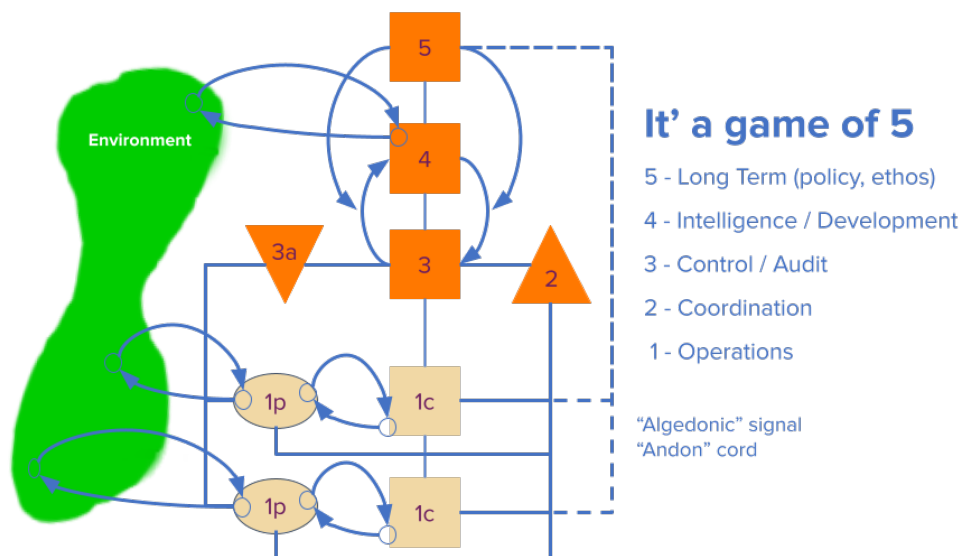 5
Environment
4
3a
3
2
1p
1c
1p
1c
It' a game of 5
5 - Long Term (policy, ethos)
4 - Intelligence / Development
3 - Control / Audit
2 - Coordination
1 - Operations
“Algedonic” signal
“Andon” cord